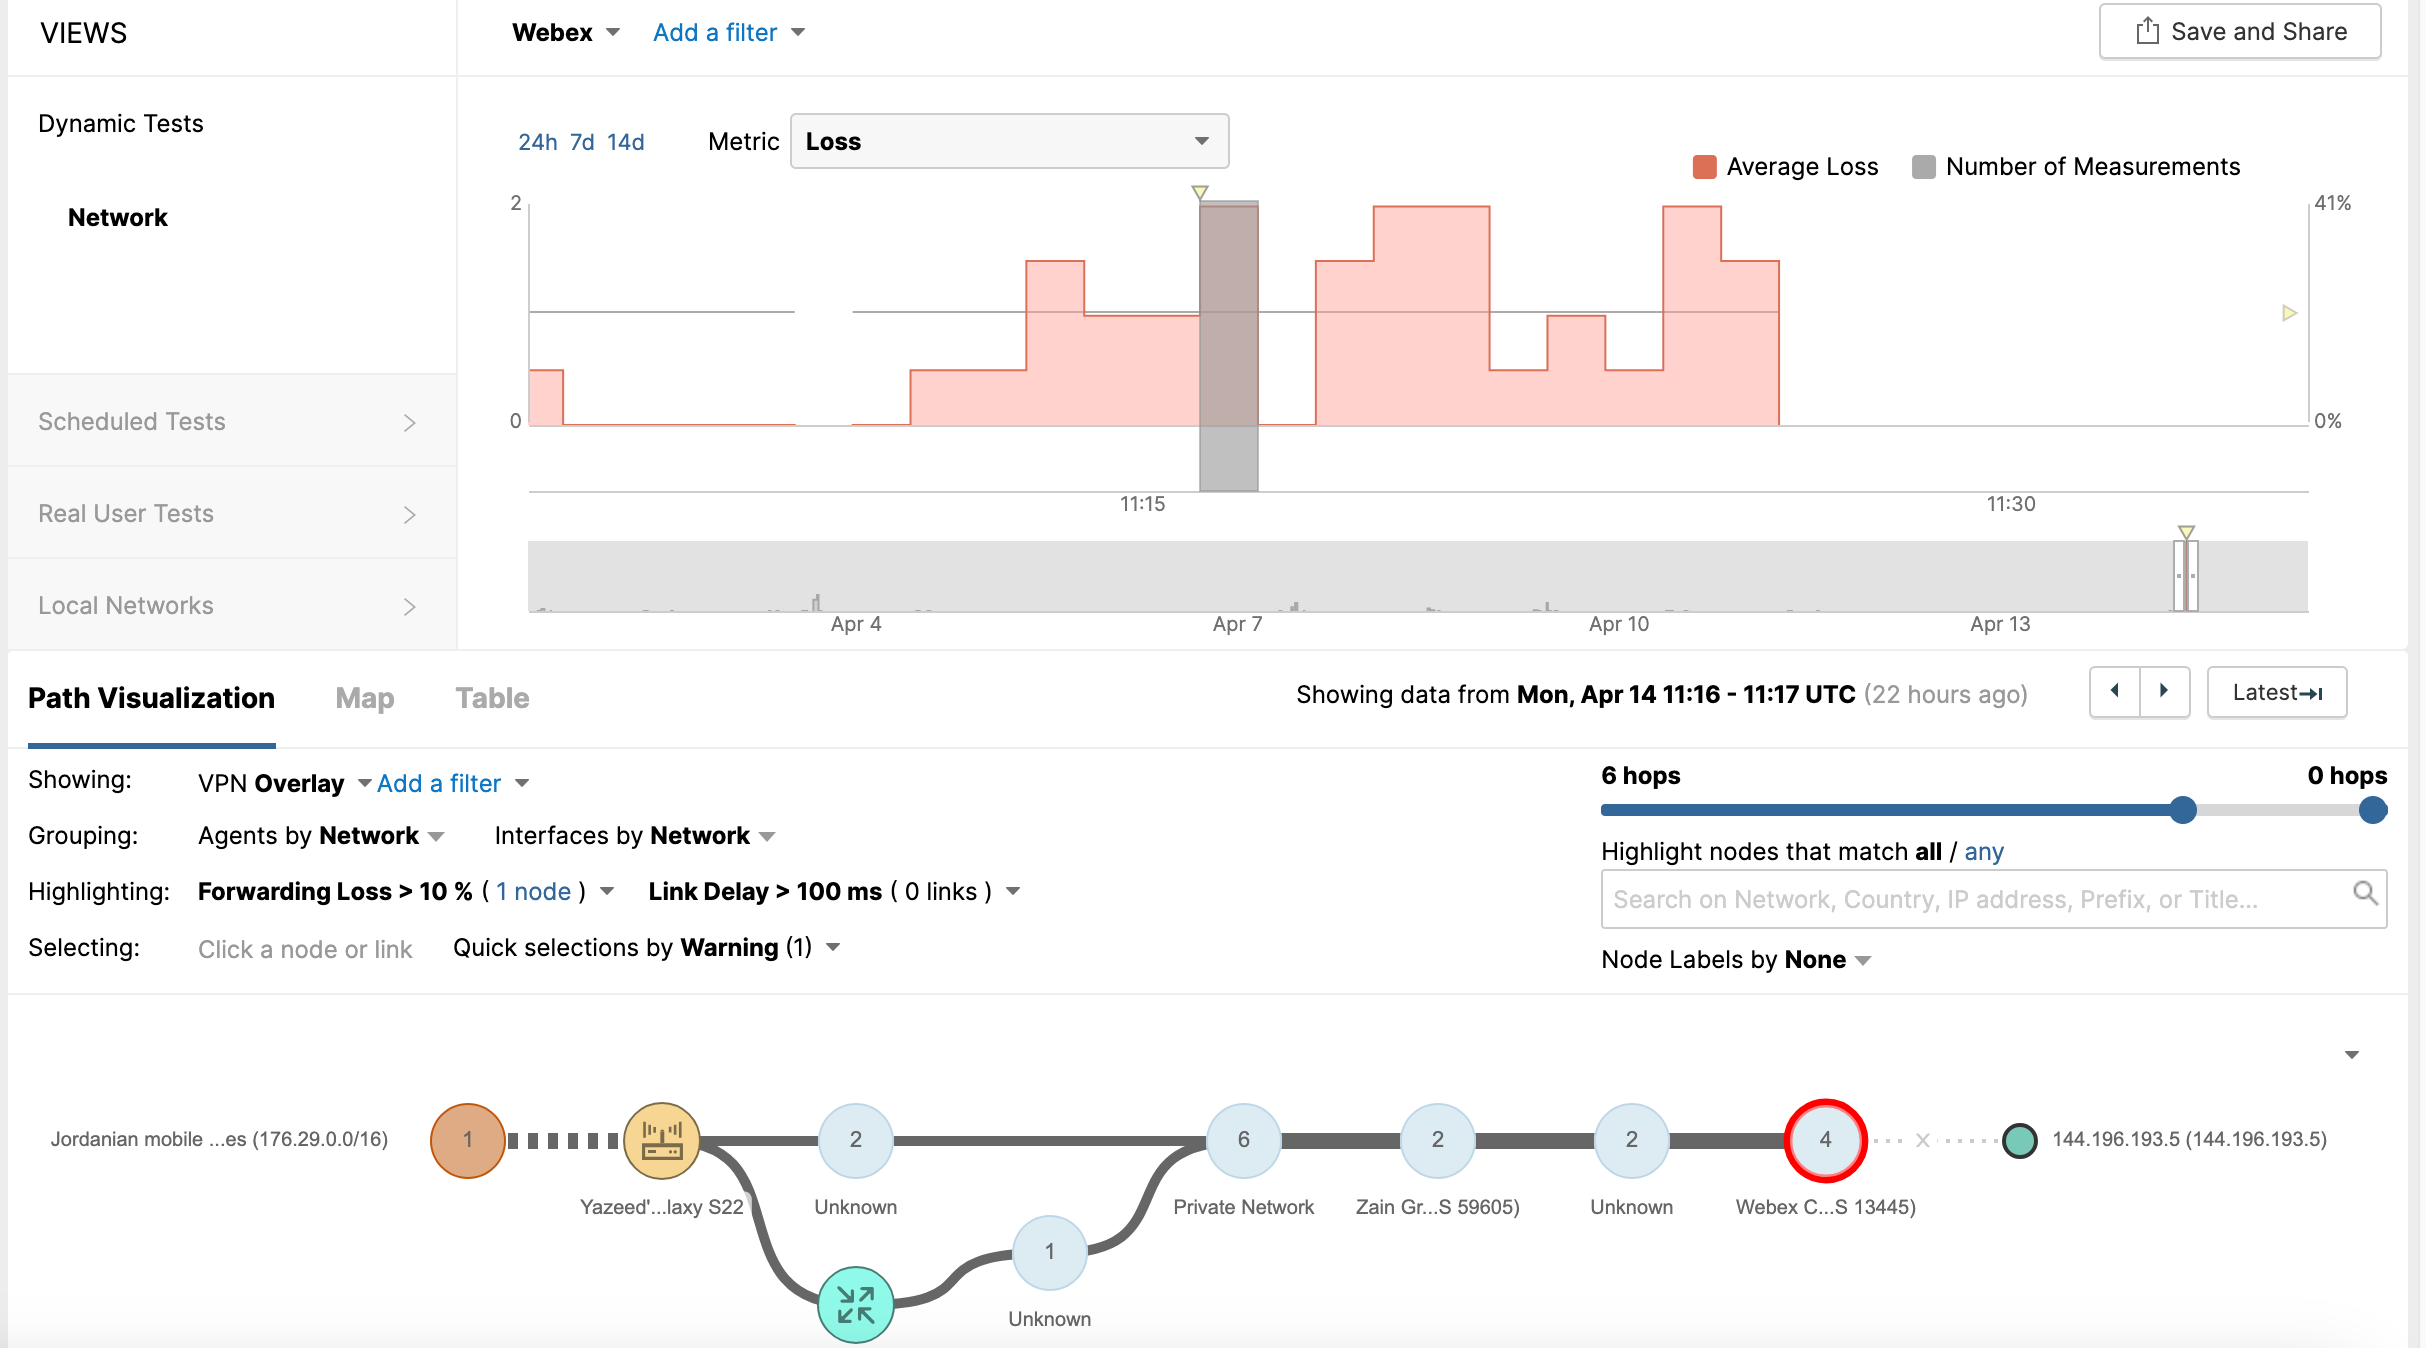 VIEWS
Webex Add a filter
Save and Share
Dynamic Tests
Network
Scheduled Tests
Real User Tests
Local Networks
24h 7d 14d Metric Loss
Average Loss Number of Measurements
2 41%
0 0%
11:15 11:30
Apr 4 Apr 7 Apr 10 Apr 13
Path Visualization Map Table
Showing data from Mon, Apr 14 11:16 - 11:17 UTC (22 hours ago)
Latest
Showing: VPN Overlay Add a filter
Grouping: Agents by Network Interfaces by Network
Highlighting: Forwarding Loss > 10 % ( 1 node ) Link Delay > 100 ms ( 0 links )
Selecting: Click a node or link Quick selections by Warning (1)
6 hops 0 hops
Highlight nodes that match all / any
Search on Network, Country, IP address, Prefix, or Title...
Node Labels by None
Jordanian mobile ...es (176.29.0.0/16) 1 2 6 2 2 4 x 144.196.193.5 (144.196.193.5)
Yazeed'...laxy S22 Unknown Private Network Zain Gr...S 59605) Unknown Webex C...S 13445)
1
Unknown